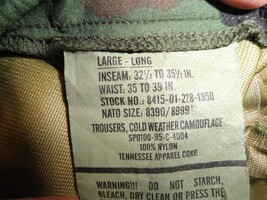 LARGE - LONG
INSEAM: 32½ TO 35½ IN.
WAIST: 35 TO 39 IN.
STOCK NO.: 8415-01-228-1350
NATO SIZE: 8390/8999
TROUSERS, COLD WEATHER CAMOUFLAGE
SPO100-95-C-4004
100% NYLON
TENNESSEE APPAREL CORP.
WARNING!!! DO NOT STARCH,
BLEACH, DRY CLEAN OR PRESS THE